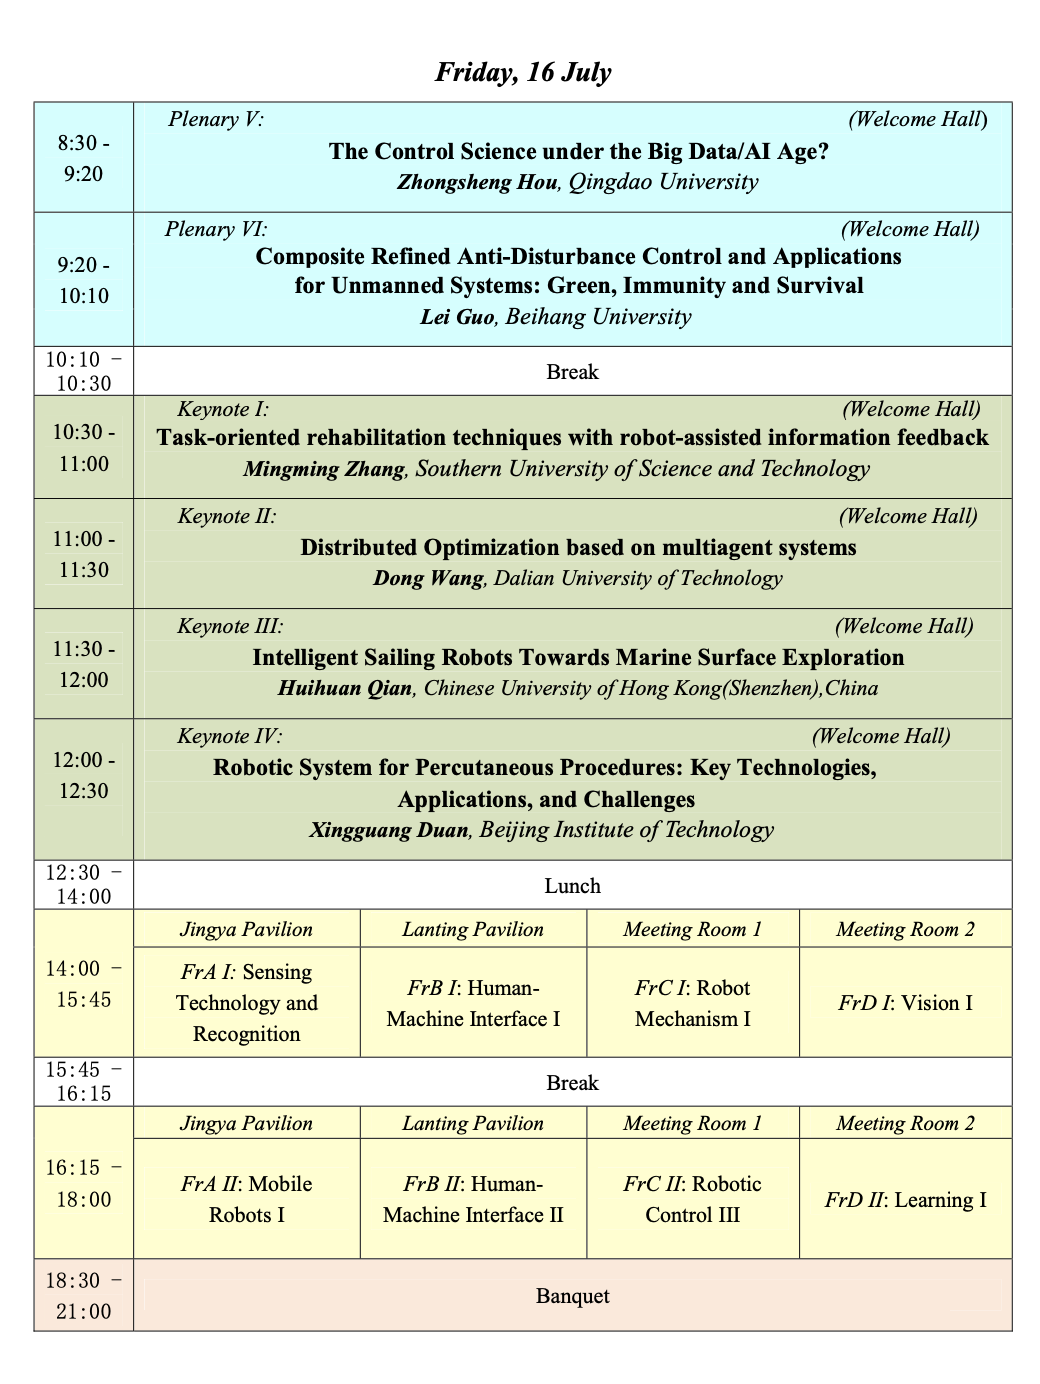 Friday, 16 July
8:30 -
9:20
Plenary V: (Welcome Hall)
The Control Science under the Big Data/AI Age?
Zhongsheng Hou, Qingdao University
9:20 -
10:10
Plenary VI: (Welcome Hall)
Composite Refined Anti-Disturbance Control and Applications
for Unmanned Systems: Green, Immunity and Survival
Lei Guo, Beihang University
10:10 –
10:30
Break
10:30 -
11:00
Keynote I: (Welcome Hall)
Task-oriented rehabilitation techniques with robot-assisted information feedback
Mingming Zhang, Southern University of Science and Technology
11:00 -
11:30
Keynote II: (Welcome Hall)
Distributed Optimization based on multiagent systems
Dong Wang, Dalian University of Technology
11:30 -
12:00
Keynote III: (Welcome Hall)
Intelligent Sailing Robots Towards Marine Surface Exploration
Huihuan Qian, Chinese University of Hong Kong(Shenzhen),China
12:00 -
12:30
Keynote IV: (Welcome Hall)
Robotic System for Percutaneous Procedures: Key Technologies,
Applications, and Challenges
Xingguang Duan, Beijing Institute of Technology
12:30 –
14:00
Lunch
14:00 –
15:45
Jingya Pavilion
Lanting Pavilion
Meeting Room 1
Meeting Room 2
FrA I: Sensing
Technology and
Recognition
FrB I: Human-
Machine Interface I
FrC I: Robot
Mechanism I
FrD I: Vision I
15:45 –
16:15
Break
16:15 –
18:00
Jingya Pavilion
Lanting Pavilion
Meeting Room 1
Meeting Room 2
FrA II: Mobile
Robots I
FrB II: Human-
Machine Interface II
FrC II: Robotic
Control III
FrD II: Learning I
18:30 –
21:00
Banquet